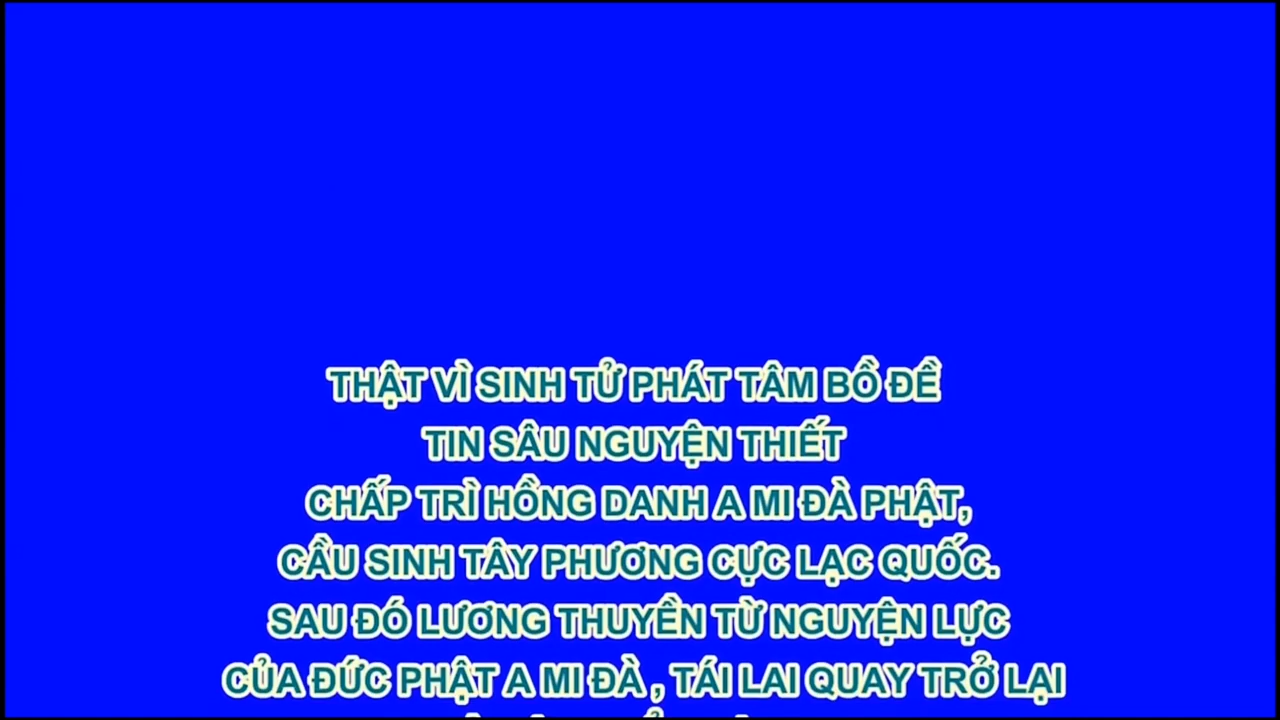 THẬT VÌ SINH TỬ PHÁT TÂM BỒ ĐỀ
TIN SÂU NGUYỆN THIẾT
CHẤP TRÌ HỒNG DANH A MI ĐÀ PHẬT,
CẦU SINH TÂY PHƯƠNG CỰC LẠC QUỐC.
SAU ĐÓ LƯƠNG THUYỀN TỪ NGUYỆN LỰC
CỦA ĐỨC PHẬT A MI ĐÀ , TÁI LAI QUAY TRỞ LẠI